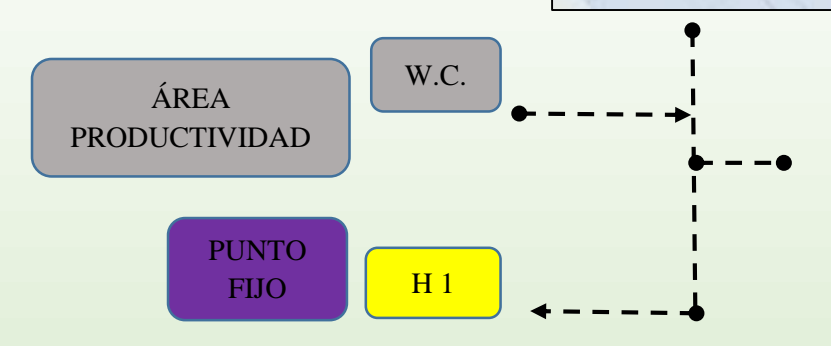 ÁREA
PRODUCTIVIDAD
W.C.
PUNTO
FIJO
H 1